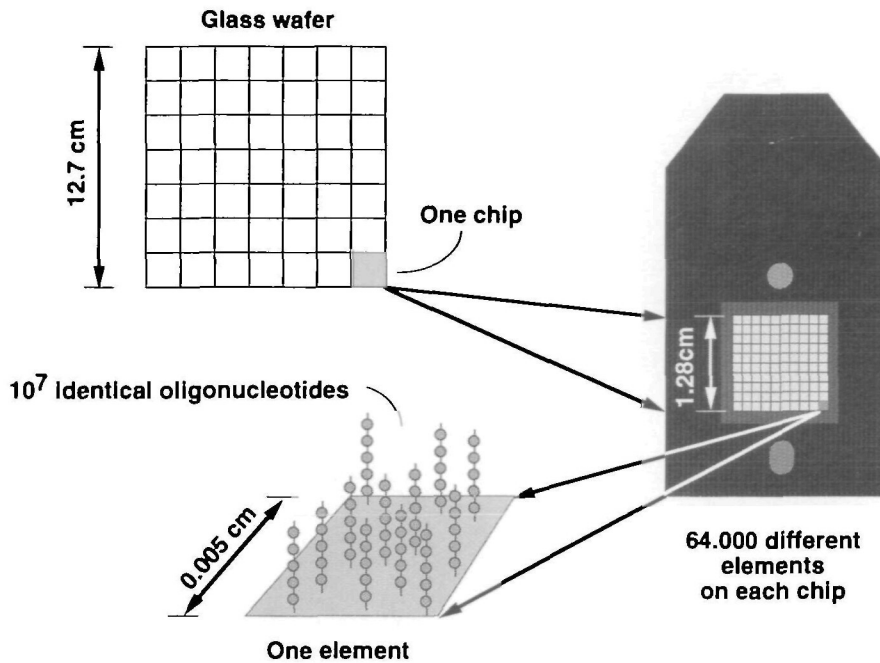 Glass wafer
12.7 cm
One chip
1.28cm
10⁷ identical oligonucleotides
0.005 cm
64.000 different
elements
on each chip
One element